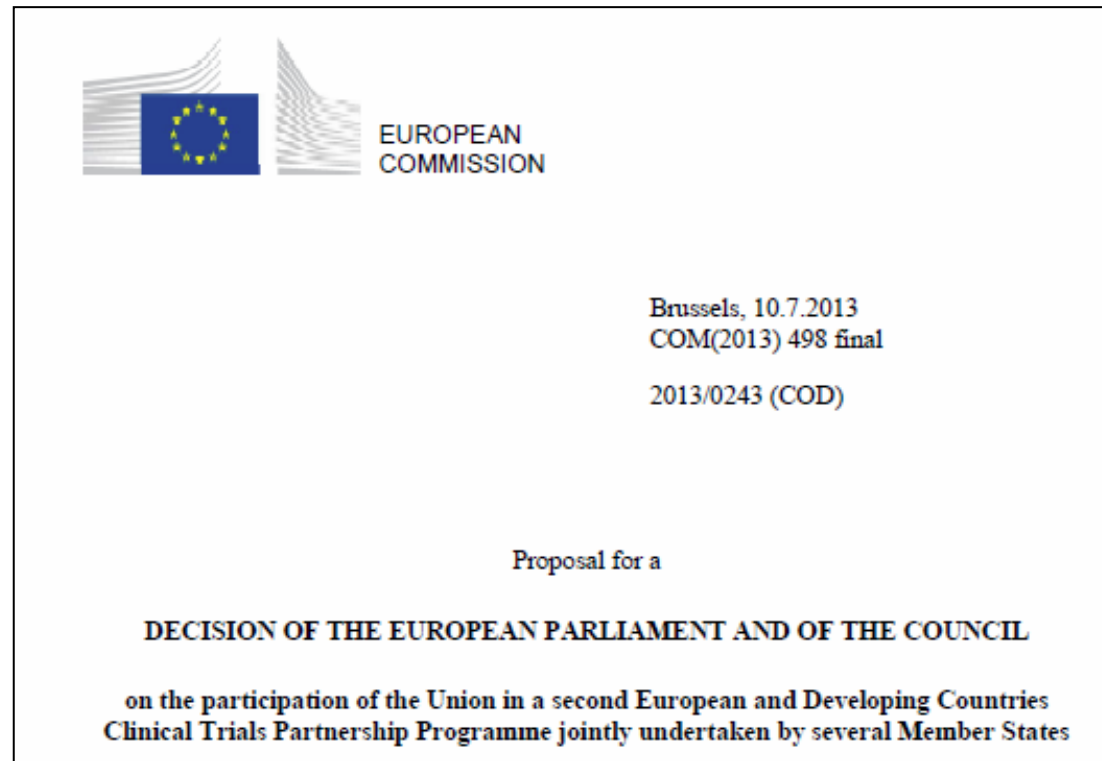 EUROPEAN
COMMISSION
Brussels, 10.7.2013
COM(2013) 498 final
2013/0243 (COD)
Proposal for a
DECISION OF THE EUROPEAN PARLIAMENT AND OF THE COUNCIL
on the participation of the Union in a second European and Developing Countries
Clinical Trials Partnership Programme jointly undertaken by several Member States